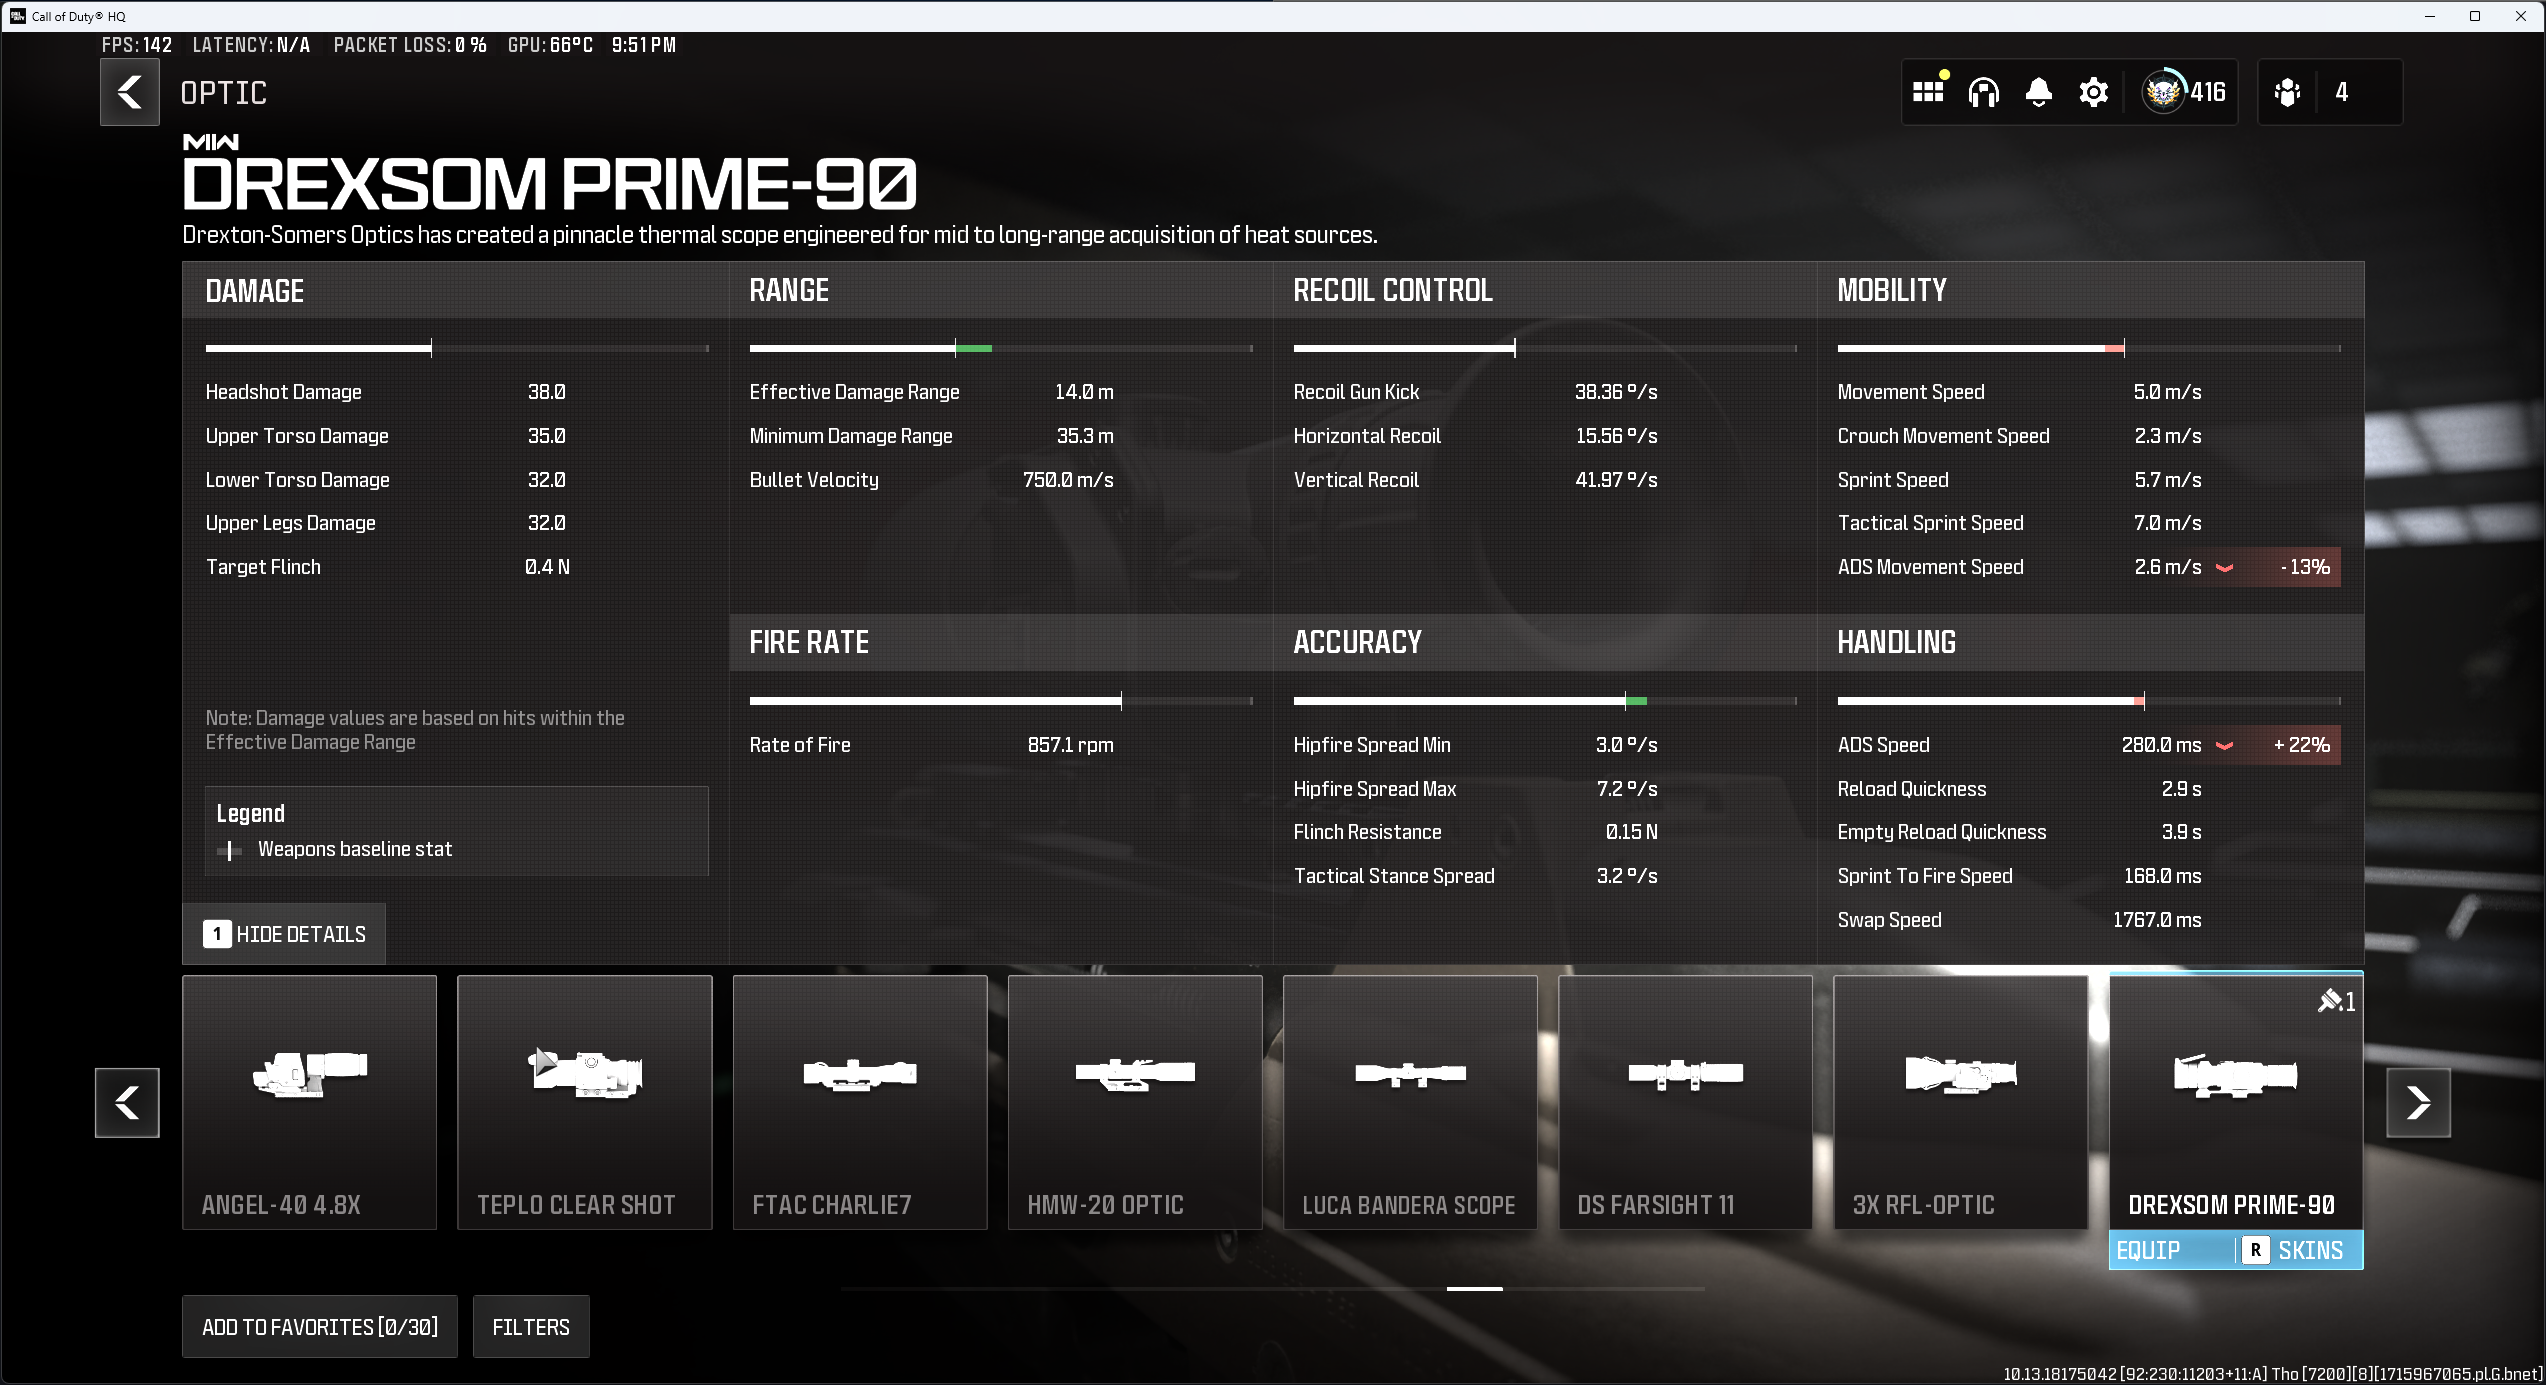 Call of Duty® HQ
FPS: 142 LATENCY: N/A PACKET LOSS: 0 % GPU: 66°C 9:51 PM
OPTIC
416
4
MW
DREXSOM PRIME-90
Drexton-Somers Optics has created a pinnacle thermal scope engineered for mid to long-range acquisition of heat sources.
DAMAGE
Headshot Damage 38.0
Upper Torso Damage 35.0
Lower Torso Damage 32.0
Upper Legs Damage 32.0
Target Flinch 0.4 N
Note: Damage values are based on hits within the
Effective Damage Range
Legend
Weapons baseline stat
1 HIDE DETAILS
RANGE
Effective Damage Range 14.0 m
Minimum Damage Range 35.3 m
Bullet Velocity 750.0 m/s
FIRE RATE
Rate of Fire 857.1 rpm
RECOIL CONTROL
Recoil Gun Kick 38.36 º/s
Horizontal Recoil 15.56 º/s
Vertical Recoil 41.97 º/s
ACCURACY
Hipfire Spread Min 3.0 º/s
Hipfire Spread Max 7.2 º/s
Flinch Resistance 0.15 N
Tactical Stance Spread 3.2 º/s
MOBILITY
Movement Speed 5.0 m/s
Crouch Movement Speed 2.3 m/s
Sprint Speed 5.7 m/s
Tactical Sprint Speed 7.0 m/s
ADS Movement Speed 2.6 m/s - 13%
HANDLING
ADS Speed 280.0 ms + 22%
Reload Quickness 2.9 s
Empty Reload Quickness 3.9 s
Sprint To Fire Speed 168.0 ms
Swap Speed 1767.0 ms
1
ANGEL-40 4.8X
TEPLO CLEAR SHOT
FTAC CHARLIE7
HMW-20 OPTIC
LUCA BANDERA SCOPE
DS FARSIGHT 11
3X RFL-OPTIC
DREXSOM PRIME-90
EQUIP R SKINS
ADD TO FAVORITES [0/30]
FILTERS
10.13.18175042 [92:230:11203+11:A] Tho [7200][8][1715967065.pl.G.bnet]